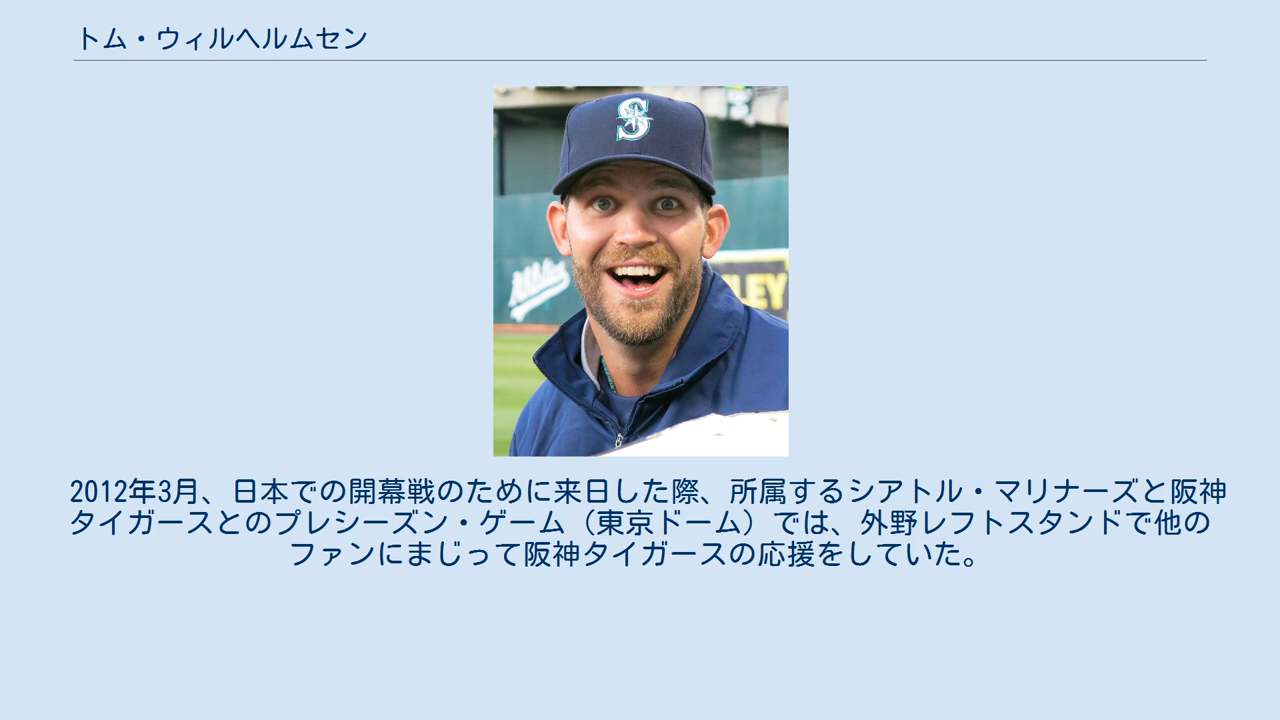 トム・ウィルヘルムセン
S
Athletics
LEY
2012年3月、日本での開幕戦のために来日した際、所属するシアトル・マリナーズと阪神
タイガースとのプレシーズン・ゲーム（東京ドーム）では、外野レフトスタンドで他の
ファンにまじって阪神タイガースの応援をしていた。